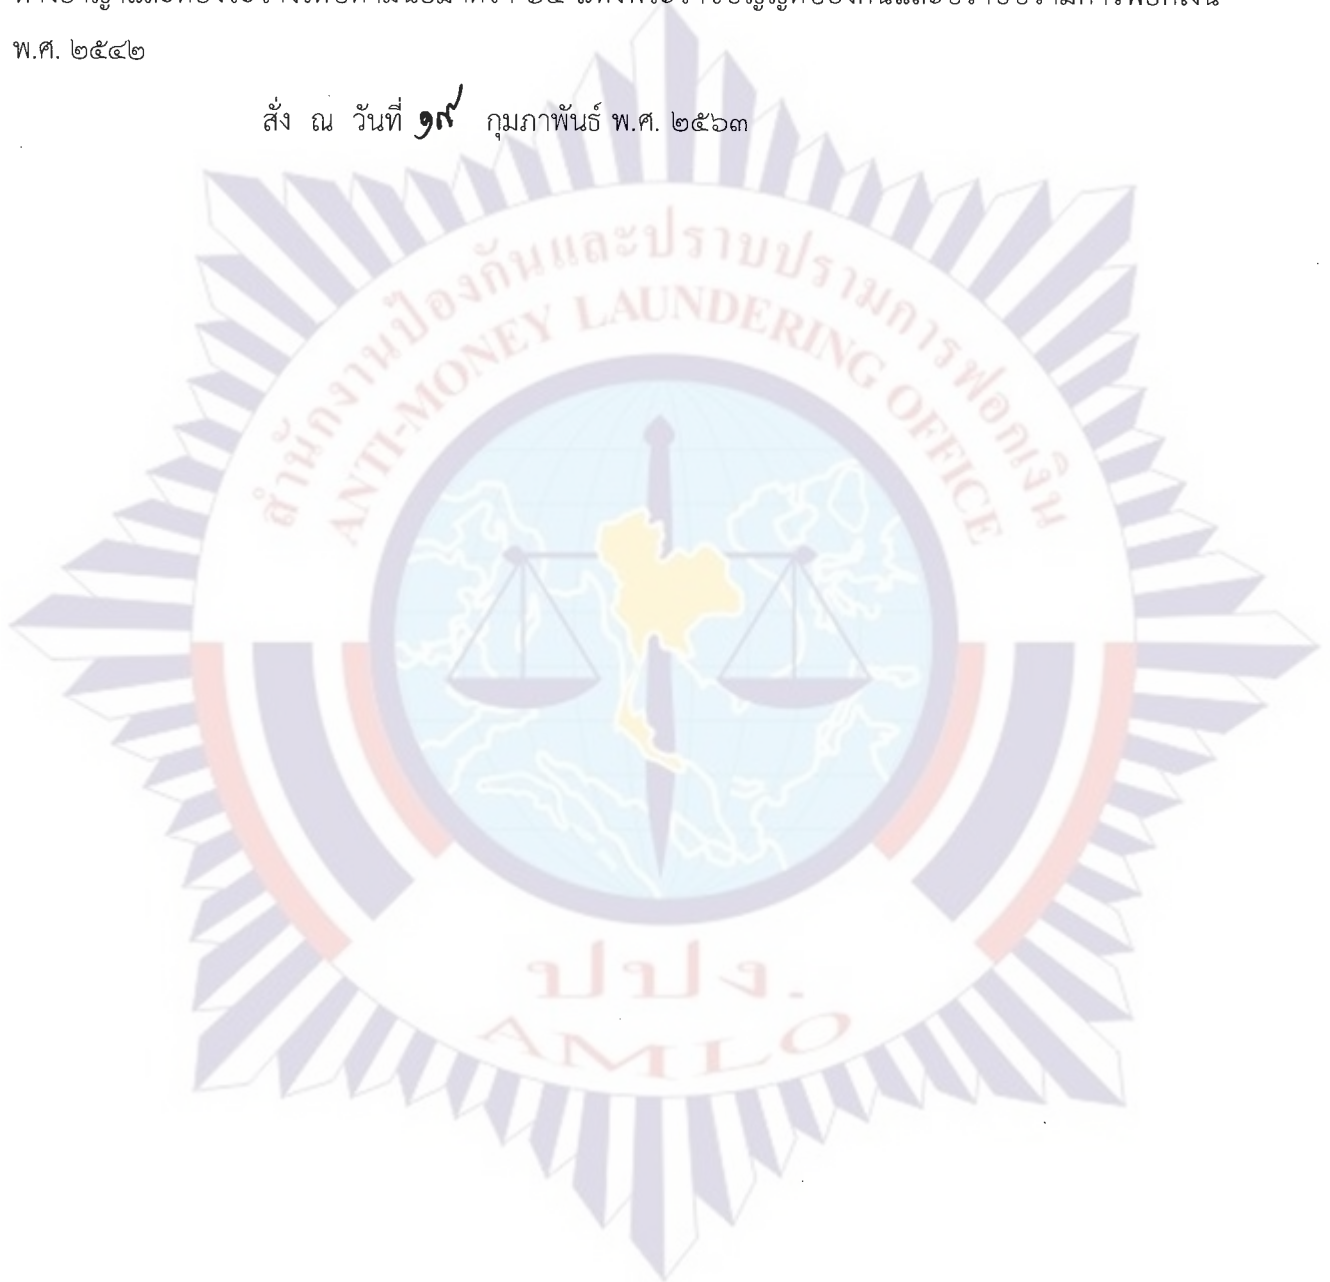 พ.ศ. ๒๕๔๒
สั่ง ณ วันที่ ๑๙ กุมภาพันธ์ พ.ศ. ๒๕๖๓
สำนักงานป้องกันและปราบปรามการฟอกเงิน
ANTI-MONEY LAUNDERING OFFICE
ปปง.
AMLO